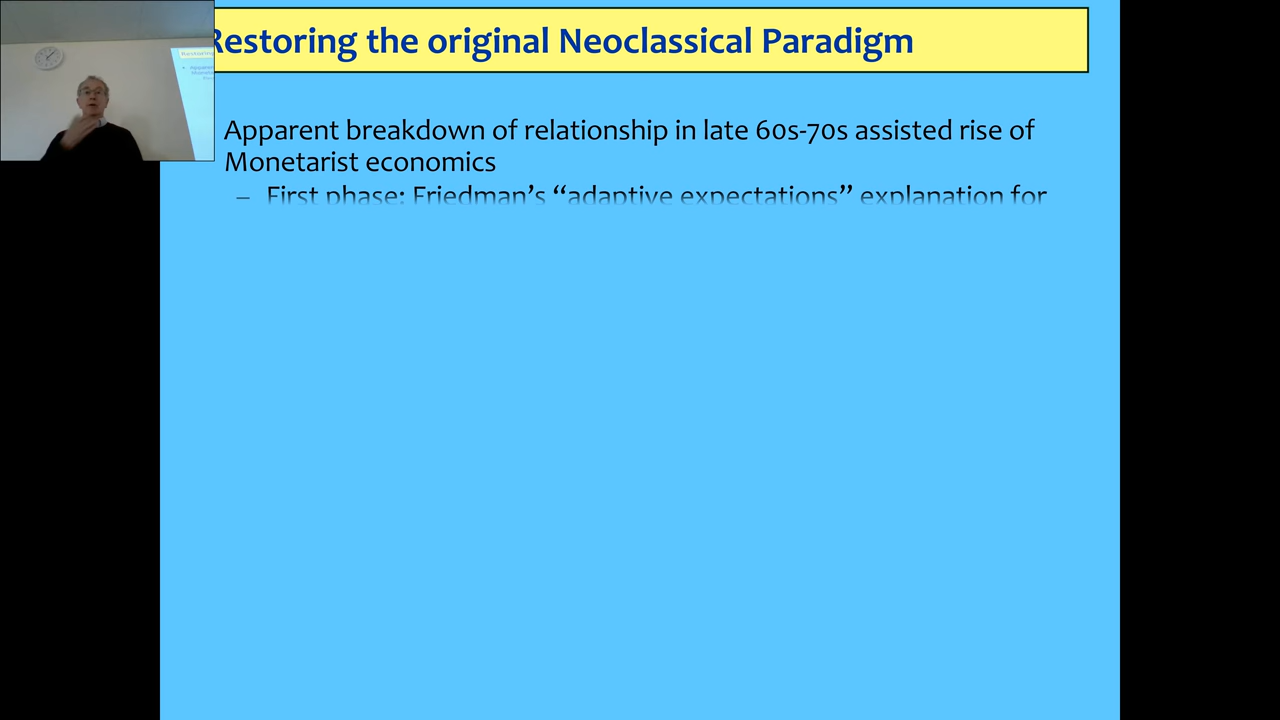 Restoring the original Neoclassical Paradigm
Apparent breakdown of relationship in late 60s-70s assisted rise of
Monetarist economics
– First phase: Friedman’s “adaptive expectations” explanation for